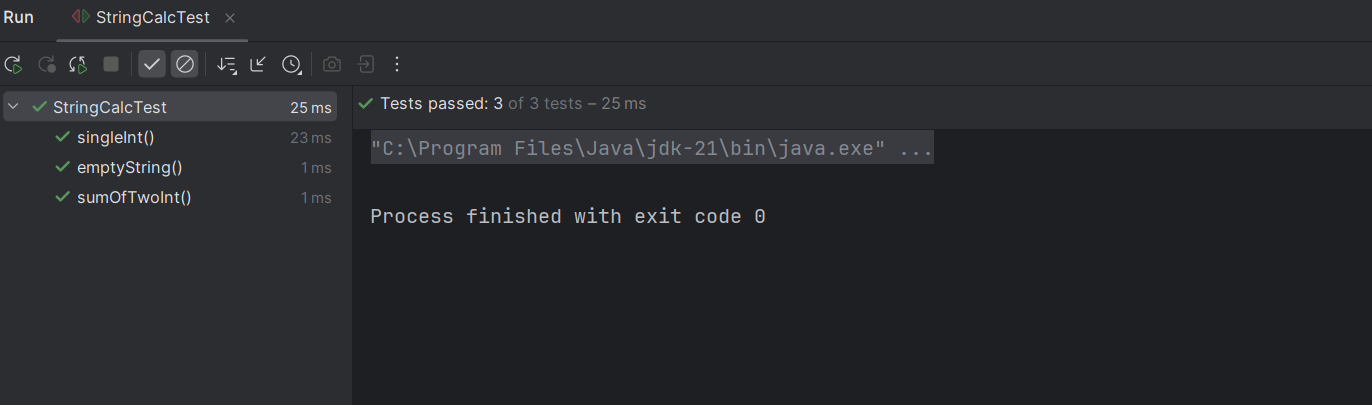 Run StringCalcTest
StringCalcTest 25 ms
singleInt() 23 ms
emptyString() 1 ms
sumOfTwoInt() 1 ms
Tests passed: 3 of 3 tests – 25 ms
"C:\Program Files\Java\jdk-21\bin\java.exe" ...
Process finished with exit code 0